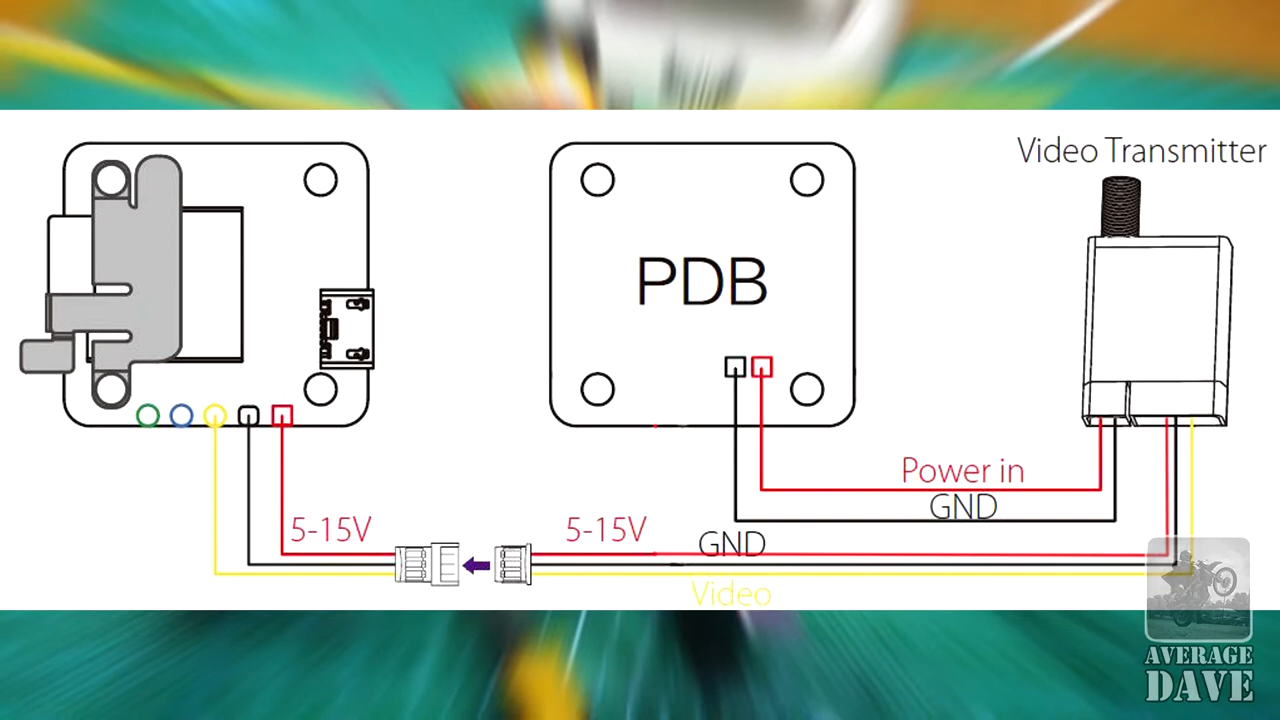 Video Transmitter
PDB
Power in
GND
5-15V
5-15V
GND
Video
AVERAGE
DAVE